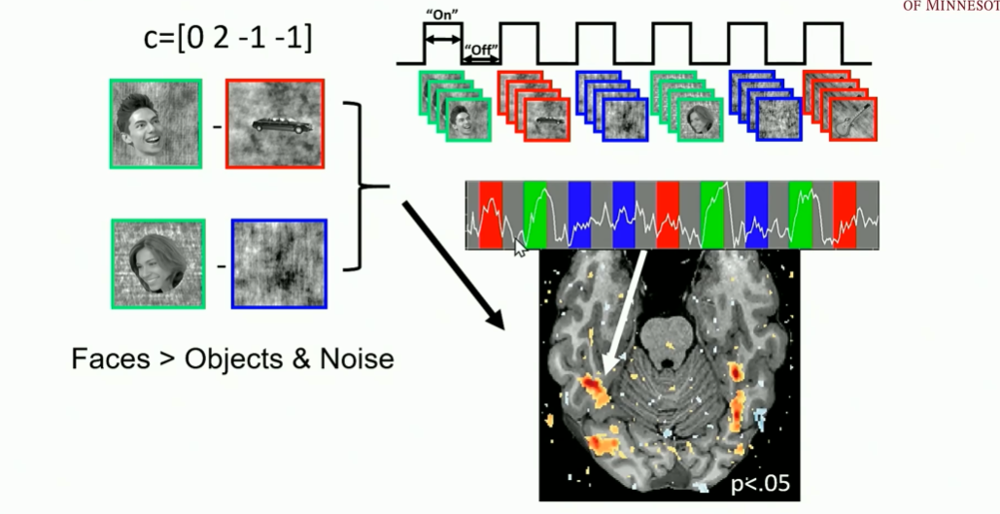 OF MINNESOT
c=[0 2 -1 -1]
“On”
“Off”
-
-
Faces > Objects & Noise
p<.05